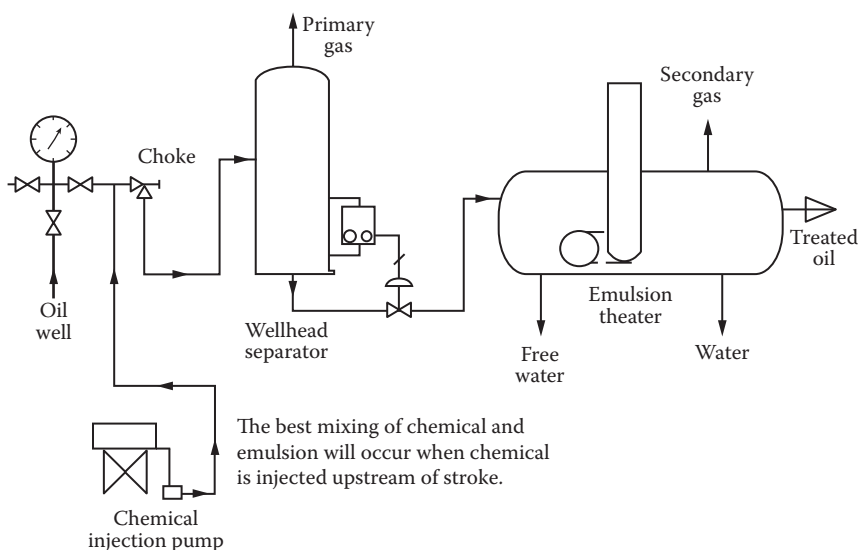 Primary
gas
Secondary
gas
Choke
Treated
oil
Oil
well
Emulsion
theater
Wellhead
separator
Free
water
Water
The best mixing of chemical and
emulsion will occur when chemical
is injected upstream of stroke.
Chemical
injection pump